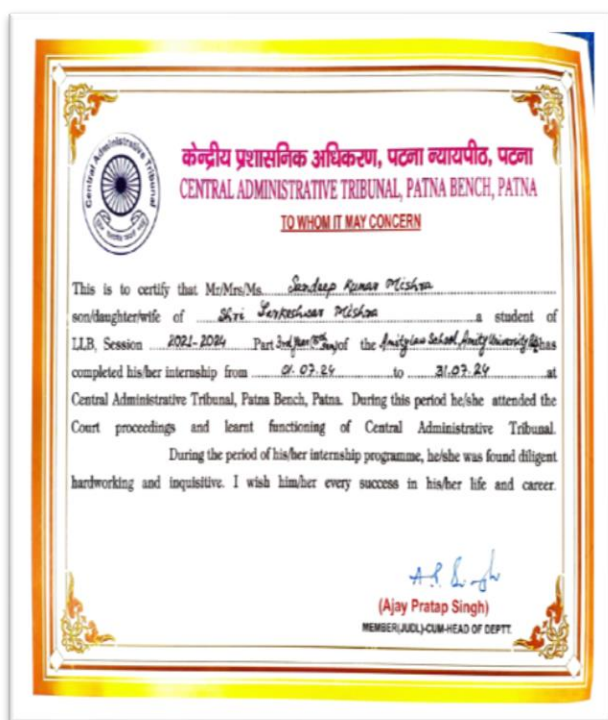 Central Administrative Tribunal
केन्द्रीय प्रशासनिक अधिकरण, पटना न्यायपीठ, पटना
CENTRAL ADMINISTRATIVE TRIBUNAL, PATNA BENCH, PATNA
TO WHOM IT MAY CONCERN
This is to certify that Mr/Mrs/Ms. Sandeep Kumar Mishra
son/daughter/wife of Shri Tarkeshwar Mishra a student of
LLB, Session 2021-2024 Part 3rd Year of the Amity Law School, Amity University has
completed his/her internship from 01.07.24 to 31.07.24 at
Central Administrative Tribunal, Patna Bench, Patna. During this period he/she attended the
Court proceedings and learnt functioning of Central Administrative Tribunal.
During the period of his/her internship programme, he/she was found diligent
hardworking and inquisitive. I wish him/her every success in his/her life and career.
(Ajay Pratap Singh)
MEMBER(JUDL)-CUM-HEAD OF DEPTT.